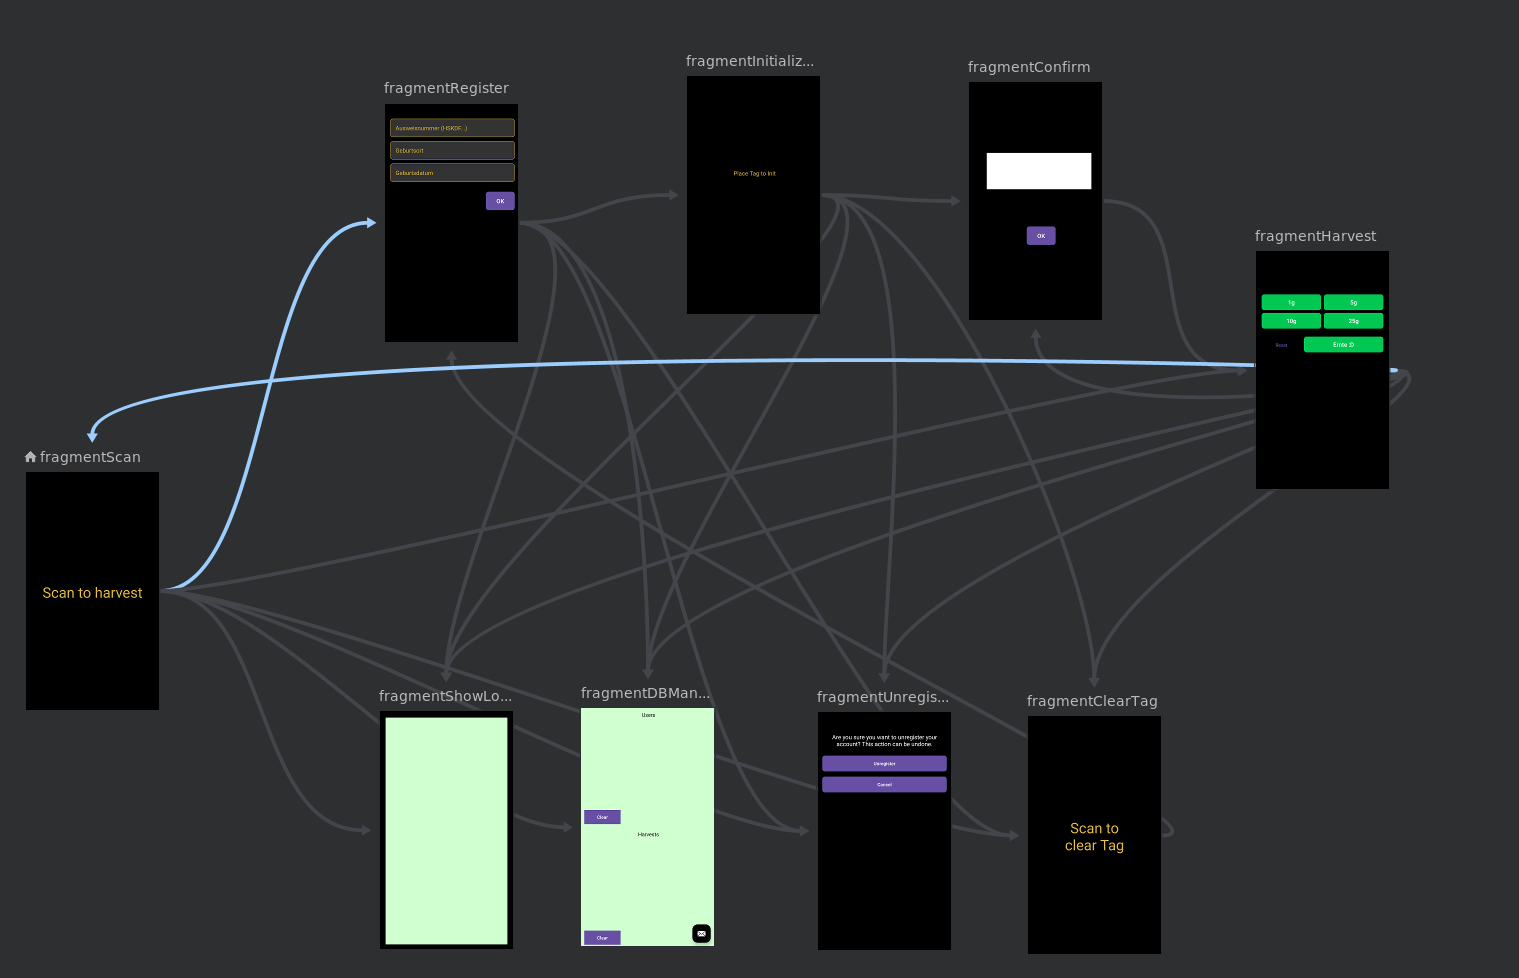 fragmentInitializ...
fragmentConfirm
fragmentRegister
Ausweisnummer (HSKDF...)
Geburtsort
Geburtsdatum
OK
Place Tag to Init
OK
fragmentHarvest
1g
5g
10g
25g
Reset
Ernte :D
fragmentScan
Scan to harvest
fragmentShowLo...
fragmentDBMan...
Users
Clear
Harvests
Clear
fragmentUnregis...
Are you sure you want to unregister your
account? This action can be undone.
Unregister
Cancel
fragmentClearTag
Scan to
clear Tag